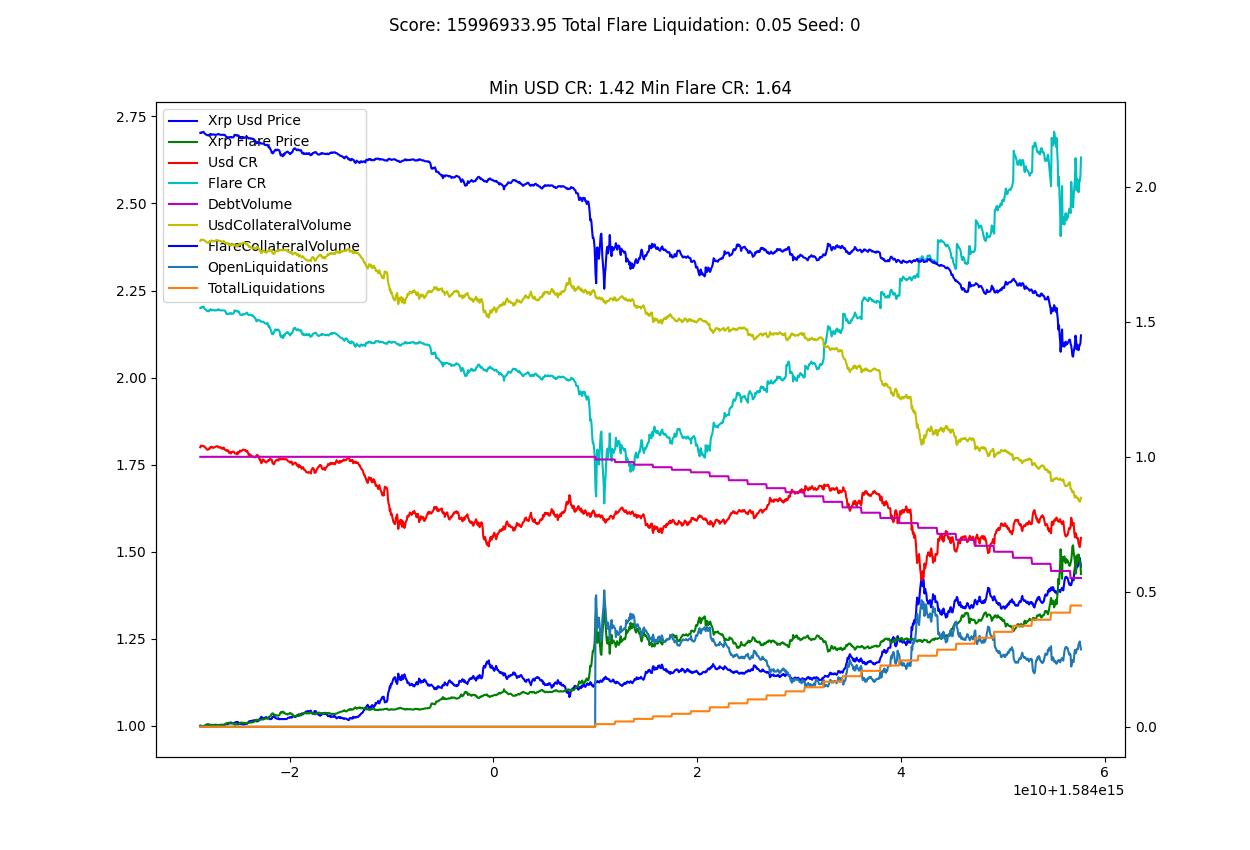 Score: 15996933.95 Total Flare Liquidation: 0.05 Seed: 0
Min USD CR: 1.42 Min Flare CR: 1.64
2.75
2.50
2.25
2.00
1.75
1.50
1.25
1.00
Xrp Usd Price
Xrp Flare Price
Usd CR
Flare CR
DebtVolume
UsdCollateralVolume
FlareCollateralVolume
OpenLiquidations
TotalLiquidations
2.0
1.5
1.0
0.5
0.0
−2 0 2 4 6
1e10+1.584e15